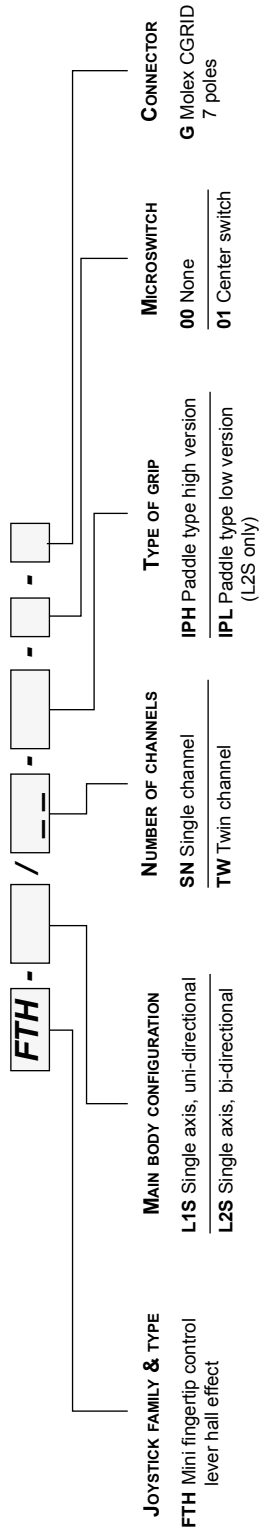 FTH - / _ _ - - -
JOYSTICK FAMILY & TYPE
FTH Mini fingertip control
lever hall effect
MAIN BODY CONFIGURATION
L1S Single axis, uni-directional
L2S Single axis, bi-directional
NUMBER OF CHANNELS
SN Single channel
TW Twin channel
TYPE OF GRIP
IPH Paddle type high version
IPL Paddle type low version
(L2S only)
MICROSWITCH
00 None
01 Center switch
CONNECTOR
G Molex CGRID
7 poles